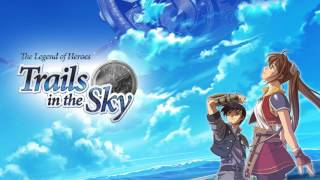 The Legend of Heroes
Trails
in the Sky